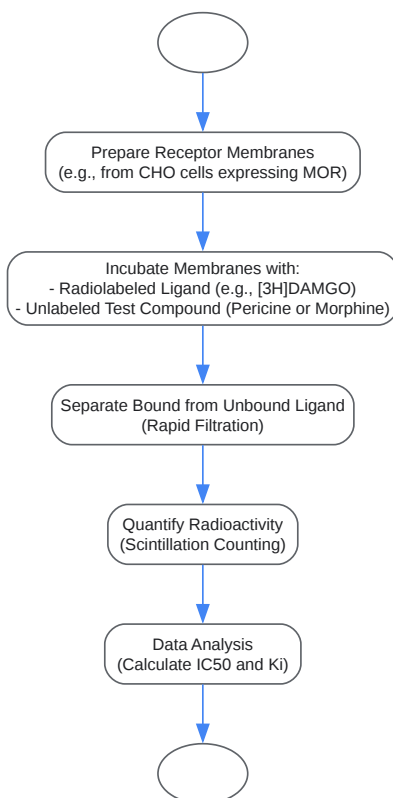 Prepare Receptor Membranes
(e.g., from CHO cells expressing MOR)
Incubate Membranes with:
- Radiolabeled Ligand (e.g., [3H]DAMGO)
- Unlabeled Test Compound (Pericine or Morphine)
Separate Bound from Unbound Ligand
(Rapid Filtration)
Quantify Radioactivity
(Scintillation Counting)
Data Analysis
(Calculate IC50 and Ki)